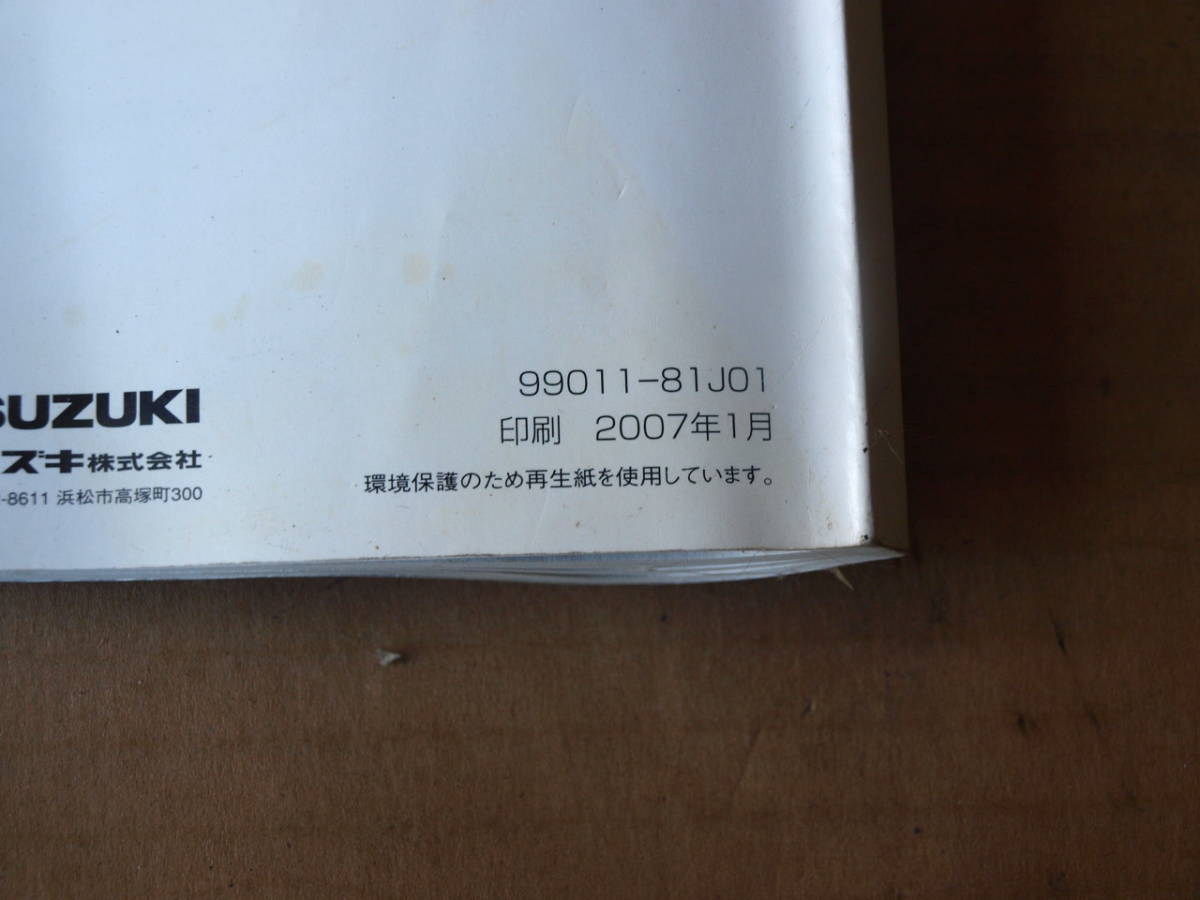 SUZUKI
ズキ株式会社
-8611 浜松市高塚町300
99011-81J01
印刷 2007年1月
環境保護のため再生紙を使用しています。